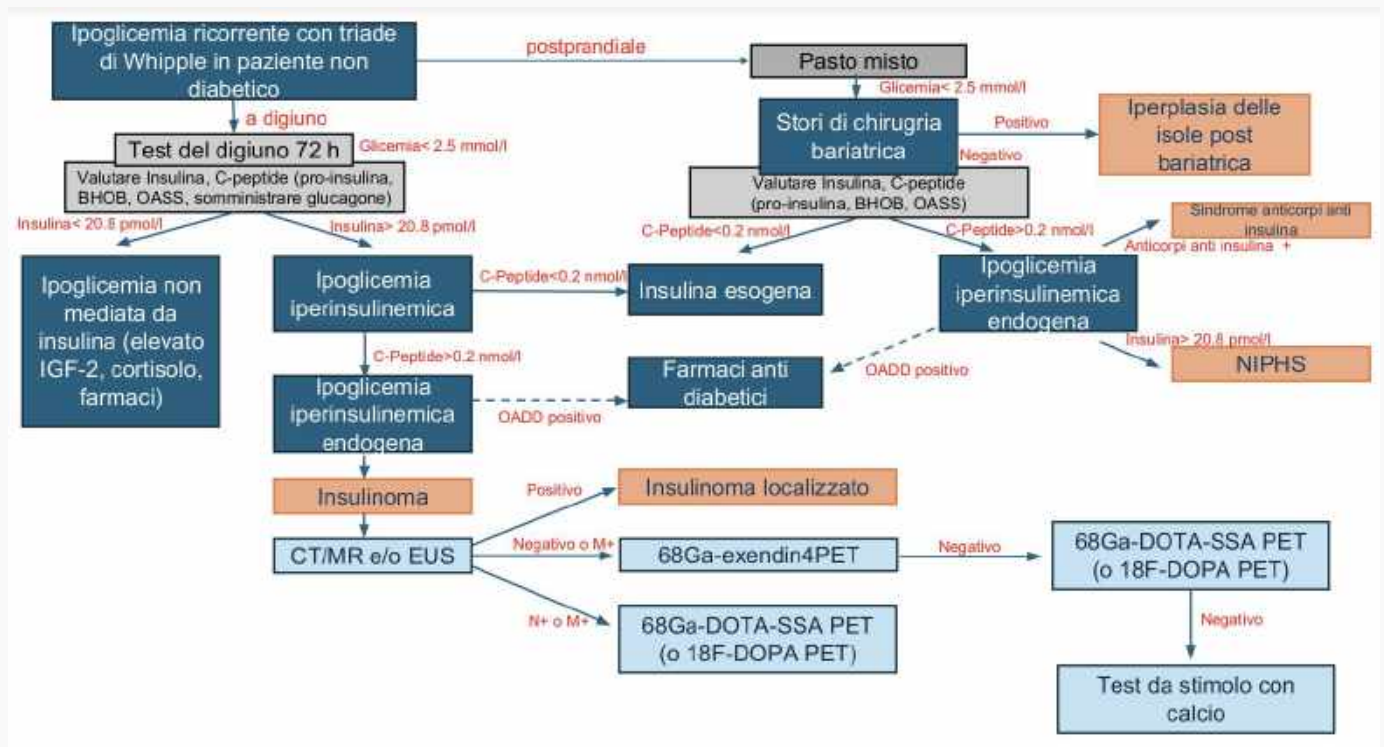 Ipoglicemia ricorrente con triade
di Whipple in paziente non
diabetico
postprandiale
Pasto misto
Glicemia< 2.5 mmol/l
a digiuno
Test del digiuno 72 h
Glicemia< 2.5 mmol/l
Valutare Insulina, C-peptide (pro-insulina,
BHOB, OASS, somministrare glucagone)
Stori di chirugria
bariatrica
Positivo
Negativo
Iperplasia delle
isole post
bariatrica
Valutare Insulina, C-peptide
(pro-insulina, BHOB, OASS)
Insulina< 20.8 pmol/l
Insulina> 20.8 pmol/l
C-Peptide<0.2 nmol/l
C-Peptide>0.2 nmol/l
Sindrome anticorpi anti
insulina
Anticorpi anti insulina +
Ipoglicemia non
mediata da
insulina (elevato
IGF-2, cortisolo,
farmaci)
Ipoglicemia
iperinsulinemica
C-Peptide<0.2 nmol/l
Insulina esogena
Ipoglicemia
iperinsulinemica
endogena
Insulina> 20.8 pmol/l
NIPHS
C-Peptide>0.2 nmol/l
Ipoglicemia
iperinsulinemica
endogena
OADD positivo
Farmaci anti
diabetici
OADD positivo
Insulinoma
Positivo
Insulinoma localizzato
CT/MR e/o EUS
Negativo o M+
68Ga-exendin4PET
Negativo
68Ga-DOTA-SSA PET
(o 18F-DOPA PET)
N+ o M+
68Ga-DOTA-SSA PET
(o 18F-DOPA PET)
Negativo
Test da stimolo con
calcio